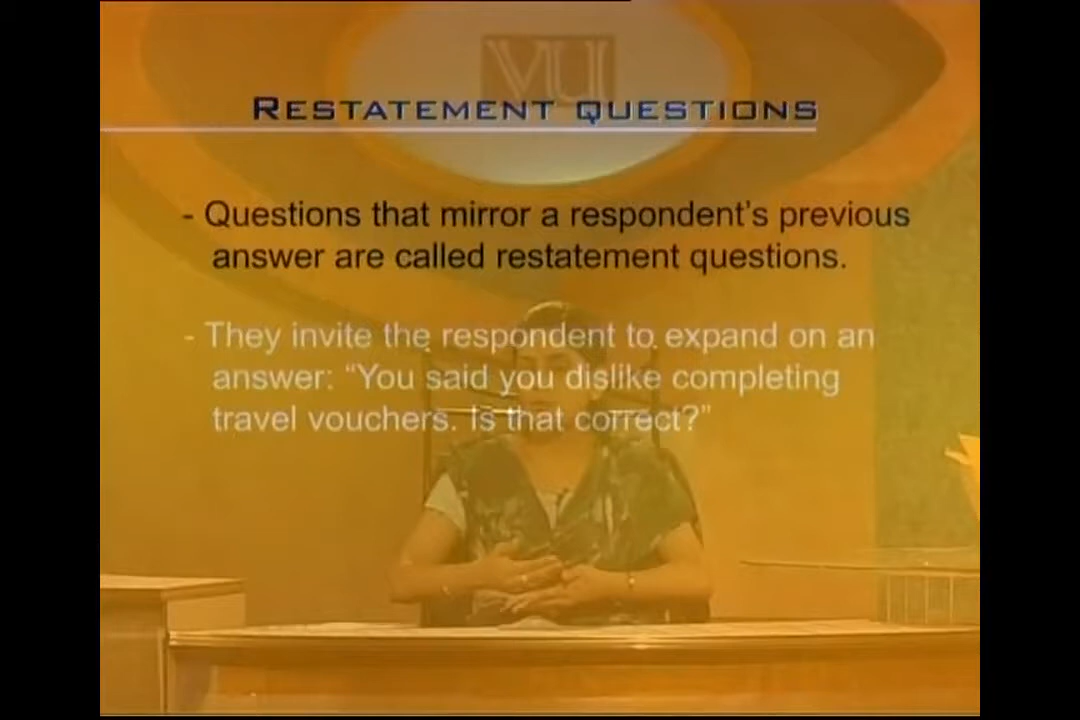 VU
RESTATEMENT QUESTIONS
- Questions that mirror a respondent's previous
answer are called restatement questions.
- They invite the respondent to expand on an
answer: “You said you dislike completing
travel vouchers. Is that correct?”